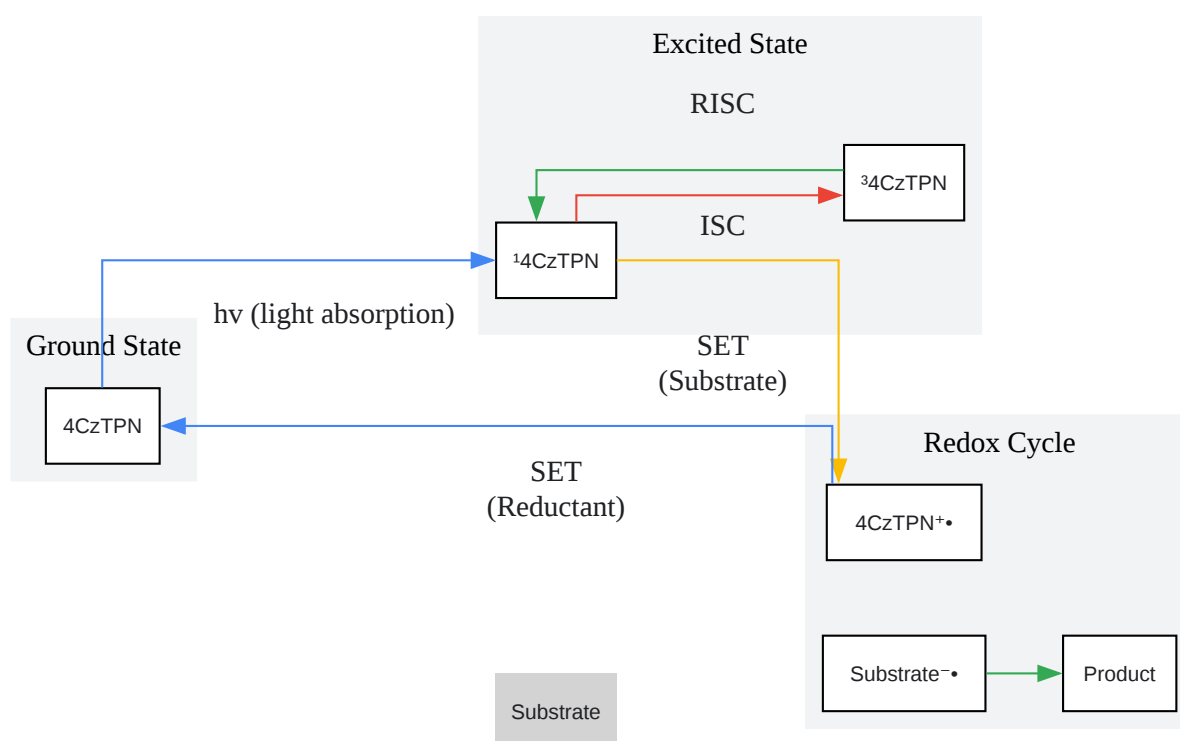 Excited State
RISC
³4CzTPN
ISC
¹4CzTPN
hv (light absorption)
Ground State
SET
(Substrate)
4CzTPN
Redox Cycle
SET
(Reductant)
4CzTPN⁺•
Substrate⁻•
Product
Substrate